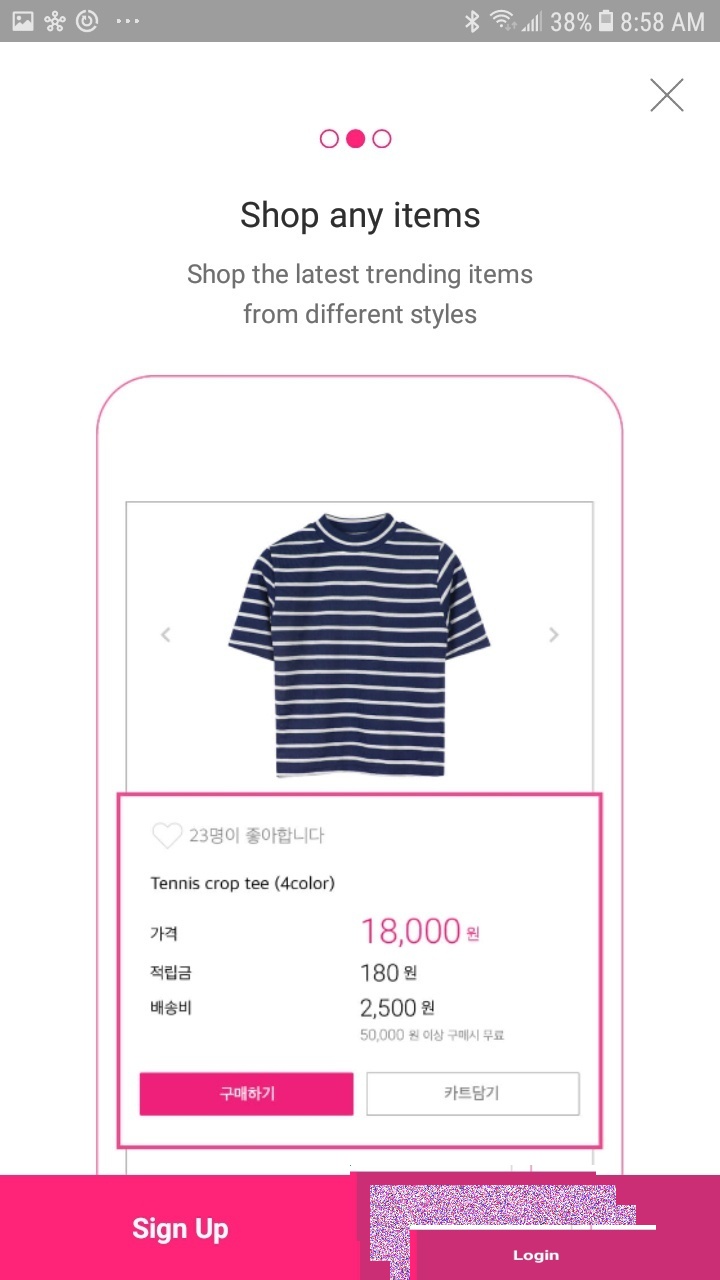 38% 8:58 AM
Shop any items
Shop the latest trending items
from different styles
23명이 좋아합니다
Tennis crop tee (4color)
가격 18,000 원
적립금 180 원
배송비 2,500 원
50,000 원 이상 구매시 무료
구매하기 카트담기
Sign Up Login